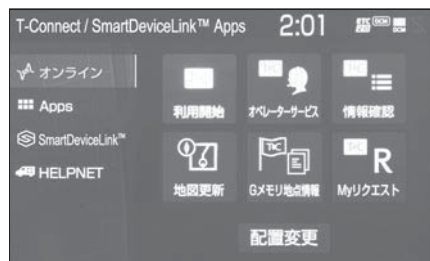 T-Connect / SmartDeviceLink™ Apps
2:01
オンライン
Apps
SmartDeviceLink™
HELPNET
利用開始
オペレーターサービス
情報確認
地図更新
Gメモリ地点情報
Myリクエスト
配置変更